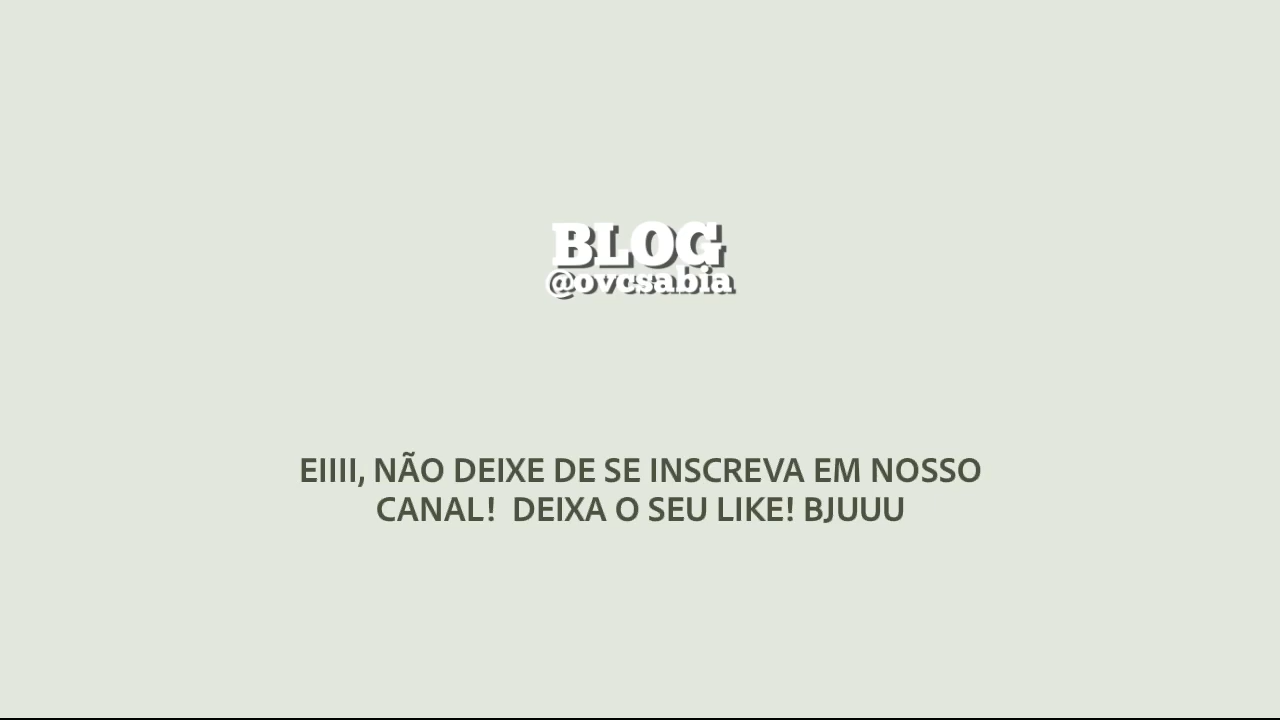 BLOG
@ovcsabia
EIIII, NÃO DEIXE DE SE INSCREVA EM NOSSO
CANAL!  DEIXA O SEU LIKE! BJUUU